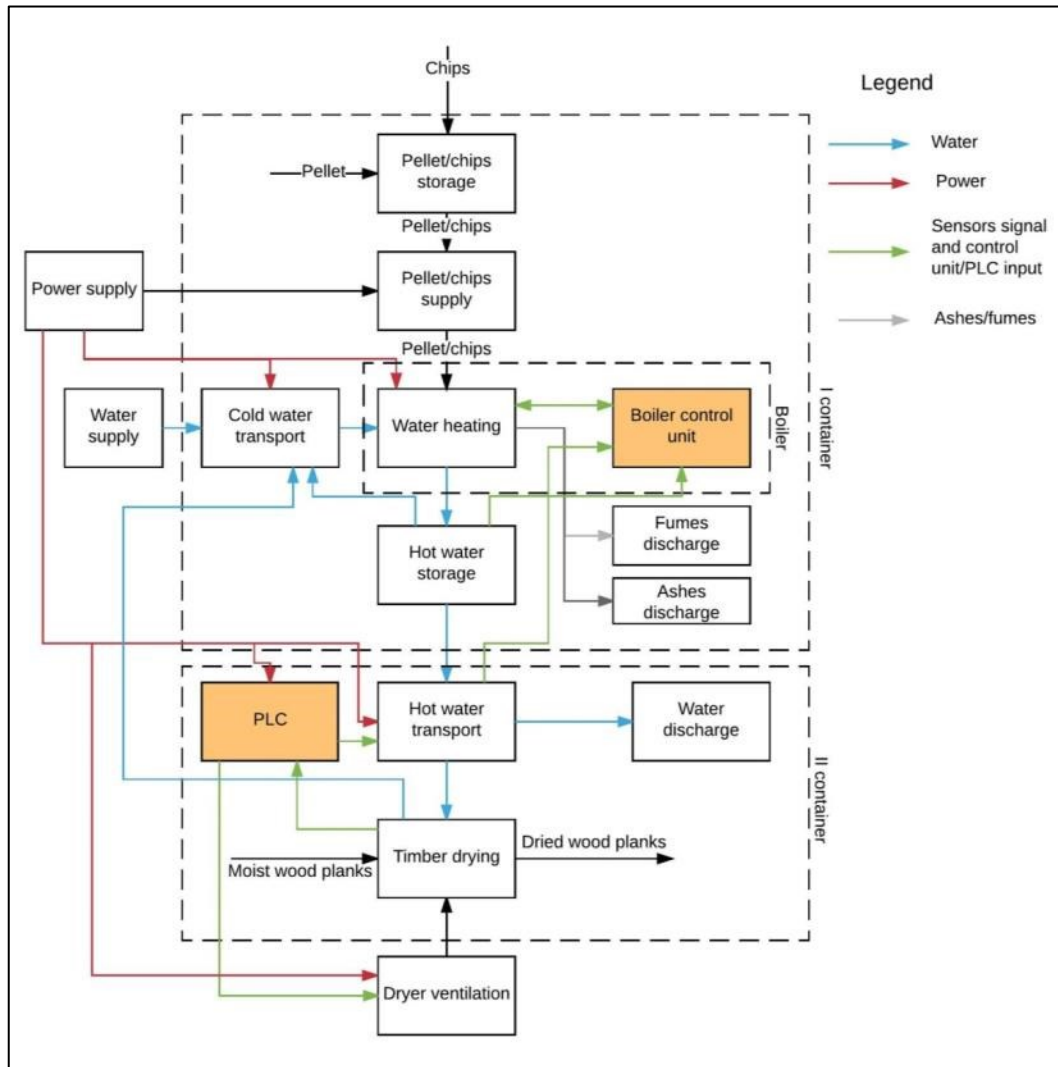 Chips
Legend
Water
Power
Sensors signal
and control
unit/PLC input
Ashes/fumes
Pellet
Pellet/chips
storage
Pellet/chips
Power supply
Pellet/chips
supply
Pellet/chips
I container
Water
supply
Cold water
transport
Water heating
Boiler control
unit
Boiler
Hot water
storage
Fumes
discharge
Ashes
discharge
PLC
Hot water
transport
Water
discharge
II container
Moist wood planks
Timber drying
Dried wood planks
Dryer ventilation